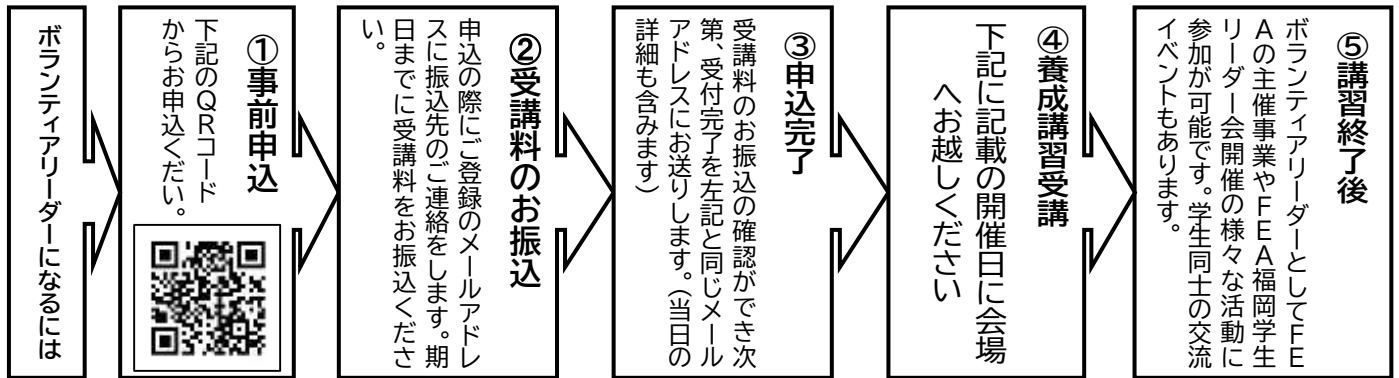 ボランティアリーダーになるには
①事前申込
下記のQRコード
からお申込くだい。
②受講料のお振込
申込の際にご登録のメールアドレ
スに振込先のご連絡をします。期
日までに受講料をお振込くださ
い。
③申込完了
受講料のお振込の確認ができ次
第、受付完了を左記と同じメール
アドレスにお送りします。（当日の
詳細も含みます）
④養成講習受講
下記に記載の開催日に会場
へお越しください
⑤講習終了後
ボランティアリーダーとしてFE
Aの主催事業やFEA福岡学生
リーダー会開催の様々な活動に
参加が可能です。学生同士の交流
イベントもあります。